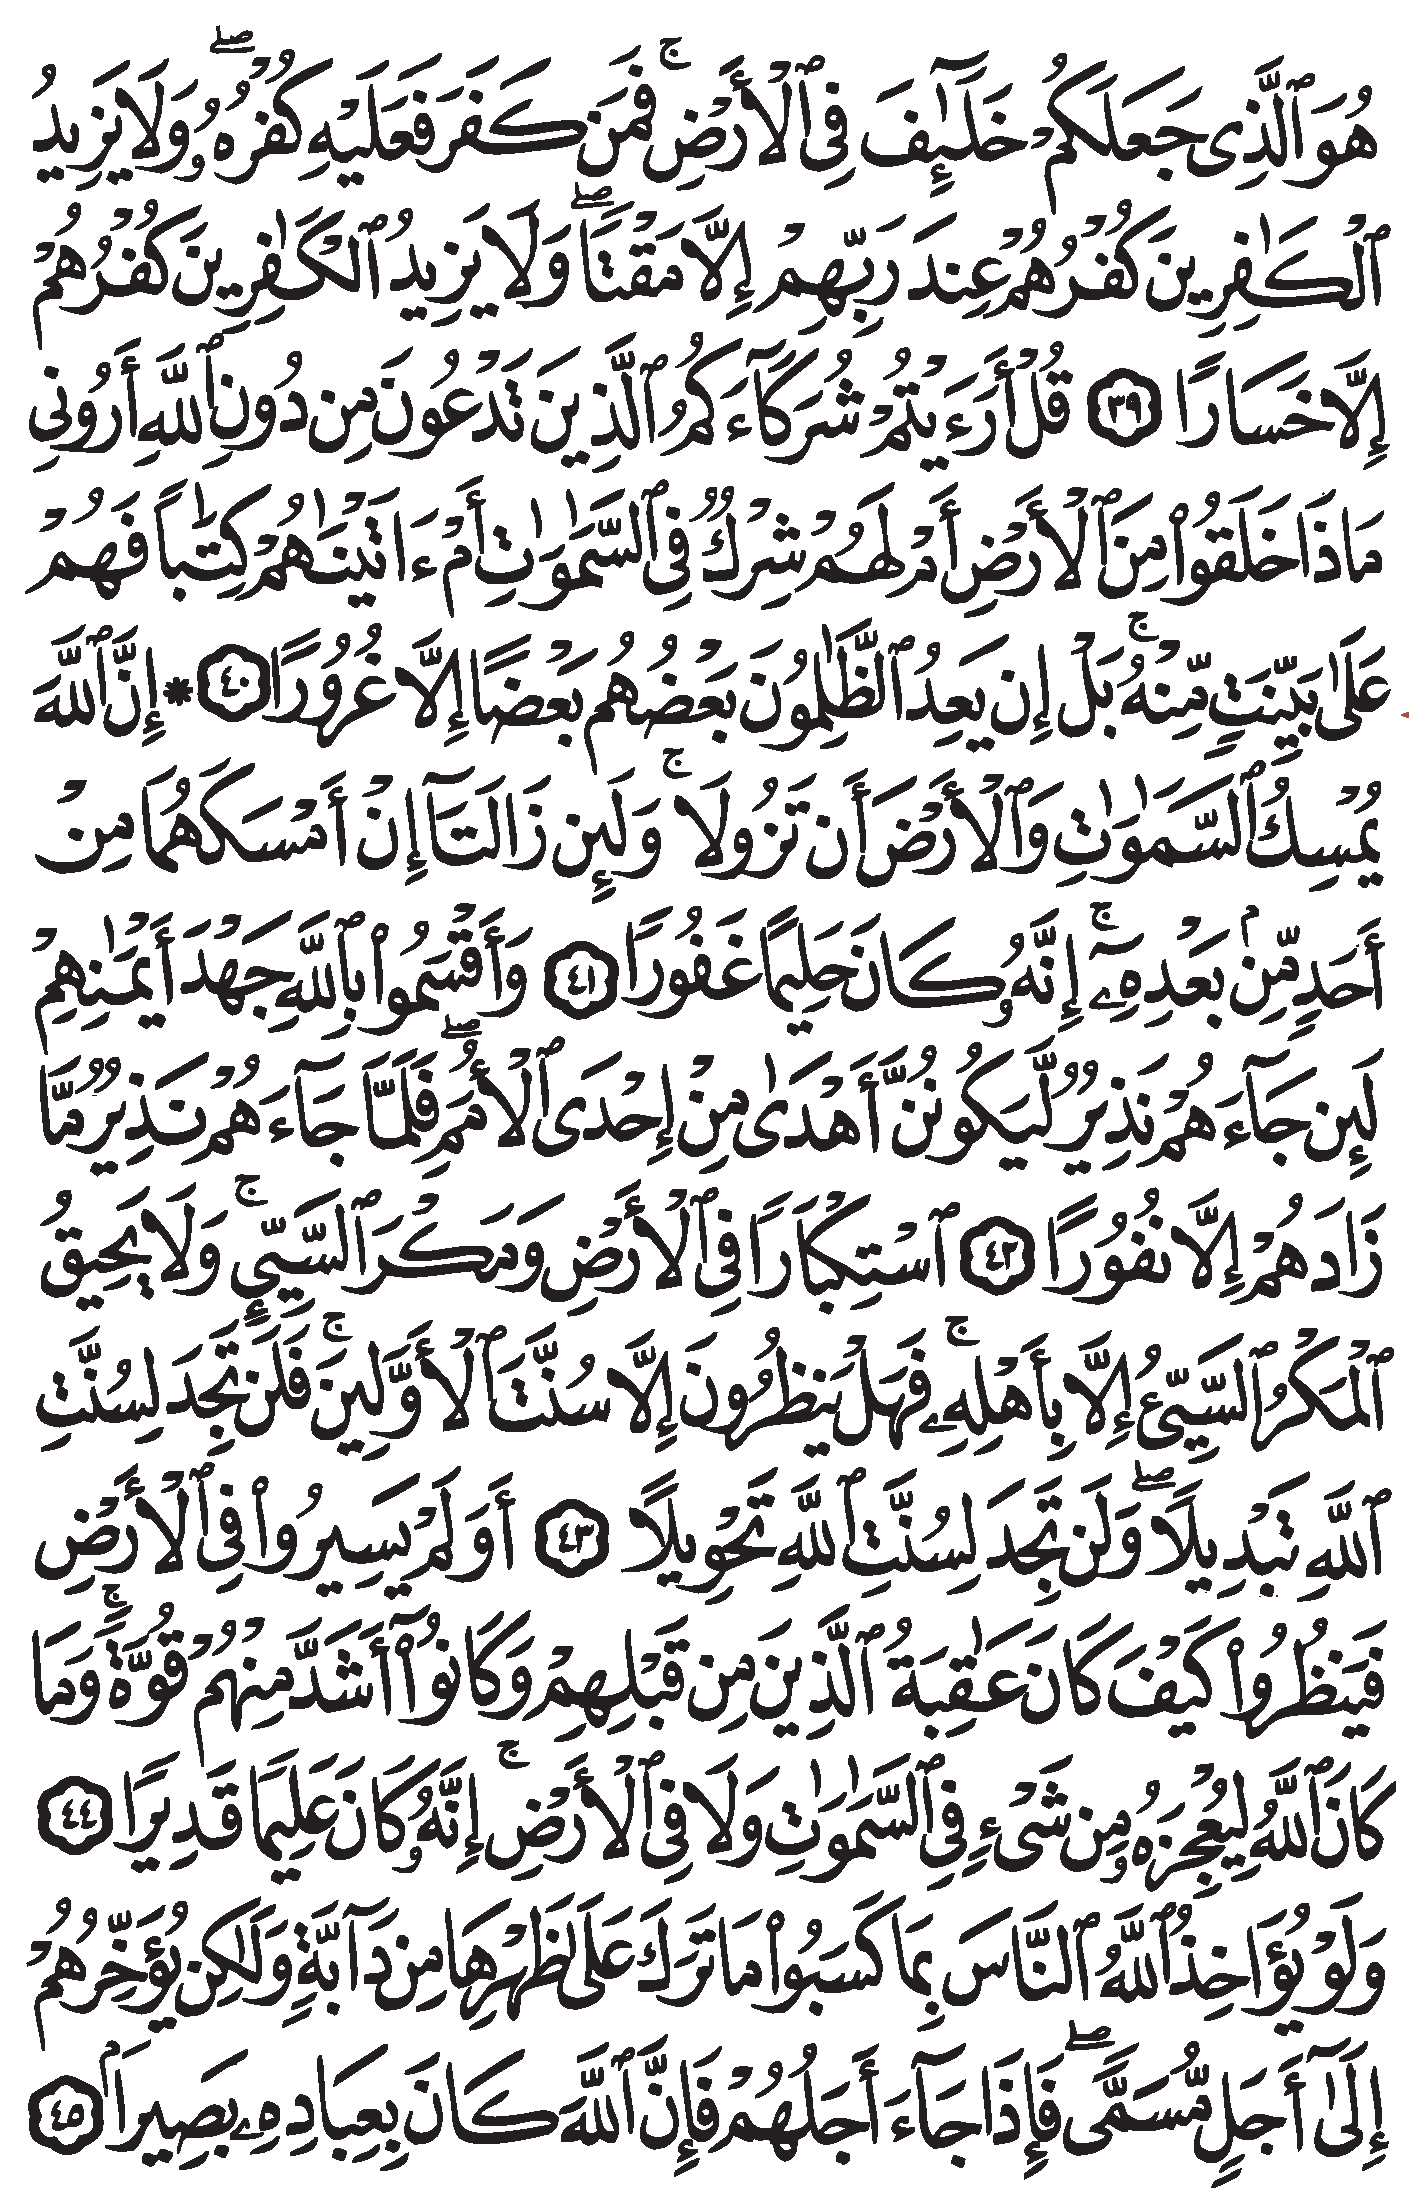 هُوَ ٱلَّذِى جَعَلَكُمْ خَلَـٰٓئِفَ فِى ٱلْأَرْضِ ۚ فَمَن كَفَرَ فَعَلَيْهِ كُفْرُهُۥ ۖ وَلَا يَزِيدُ
ٱلْكَـٰفِرِينَ كُفْرُهُمْ عِندَ رَبِّهِمْ إِلَّا مَقْتًا ۖ وَلَا يَزِيدُ ٱلْكَـٰفِرِينَ كُفْرُهُمْ
إِلَّا خَسَارًا ٣٩ قُلْ أَرَءَيْتُمْ شُرَكَآءَكُمُ ٱلَّذِينَ تَدْعُونَ مِن دُونِ ٱللَّهِ أَرُونِى
مَاذَا خَلَقُوا۟ مِنَ ٱلْأَرْضِ أَمْ لَهُمْ شِرْكٌ فِى ٱلسَّمَـٰوَٰتِ أَمْ ءَاتَيْنَـٰهُمْ كِتَـٰبًا فَهُمْ
عَلَىٰ بَيِّنَتٍ مِّنْهُ ۚ بَلْ إِن يَعِدُ ٱلظَّـٰلِمُونَ بَعْضُهُم بَعْضًا إِلَّا غُرُورًا ٤٠ * إِنَّ ٱللَّهَ
يُمْسِكُ ٱلسَّمَـٰوَٰتِ وَٱلْأَرْضَ أَن تَزُولَا ۚ وَلَئِن زَالَتَآ إِنْ أَمْسَكَهُمَا مِنْ
أَحَدٍ مِّنۢ بَعْدِهِۦٓ ۚ إِنَّهُۥ كَانَ حَلِيمًا غَفُورًا ٤١ وَأَقْسَمُوا۟ بِٱللَّهِ جَهْدَ أَيْمَـٰنِهِمْ
لَئِن جَآءَهُمْ نَذِيرٌ لَّيَكُونُنَّ أَهْدَىٰ مِنْ إِحْدَى ٱلْأُمَمِ ۖ فَلَمَّا جَآءَهُمْ نَذِيرٌ مَّا
زَادَهُمْ إِلَّا نُفُورًا ٤٢ ٱسْتِكْبَارًا فِى ٱلْأَرْضِ وَمَكْرَ ٱلسَّيِّئِ ۚ وَلَا يَحِيقُ
ٱلْمَكْرُ ٱلسَّيِّئُ إِلَّا بِأَهْلِهِۦ ۚ فَهَلْ يَنظُرُونَ إِلَّا سُنَّتَ ٱلْأَوَّلِينَ ۚ فَلَن تَجِدَ لِسُنَّتِ
ٱللَّهِ تَبْدِيلًا ۖ وَلَن تَجِدَ لِسُنَّتِ ٱللَّهِ تَحْوِيلًا ٤٣ أَوَلَمْ يَسِيرُوا۟ فِى ٱلْأَرْضِ
فَيَنظُرُوا۟ كَيْفَ كَانَ عَـٰقِبَةُ ٱلَّذِينَ مِن قَبْلِهِمْ وَكَانُوٓا۟ أَشَدَّ مِنْهُمْ قُوَّةً ۚ وَمَا
كَانَ ٱللَّهُ لِيُعْجِزَهُۥ مِن شَىْءٍ فِى ٱلسَّمَـٰوَٰتِ وَلَا فِى ٱلْأَرْضِ ۚ إِنَّهُۥ كَانَ عَلِيمًا قَدِيرًا ٤٤
وَلَوْ يُؤَاخِذُ ٱللَّهُ ٱلنَّاسَ بِمَا كَسَبُوا۟ مَا تَرَكَ عَلَىٰ ظَهْرِهَا مِن دَآبَّةٍ وَلَـٰكِن يُؤَخِّرُهُمْ
إِلَىٰٓ أَجَلٍ مُّسَمًّى ۖ فَإِذَا جَآءَ أَجَلُهُمْ فَإِنَّ ٱللَّهَ كَانَ بِعِبَادِهِۦ بَصِيرًۢا ٤٥